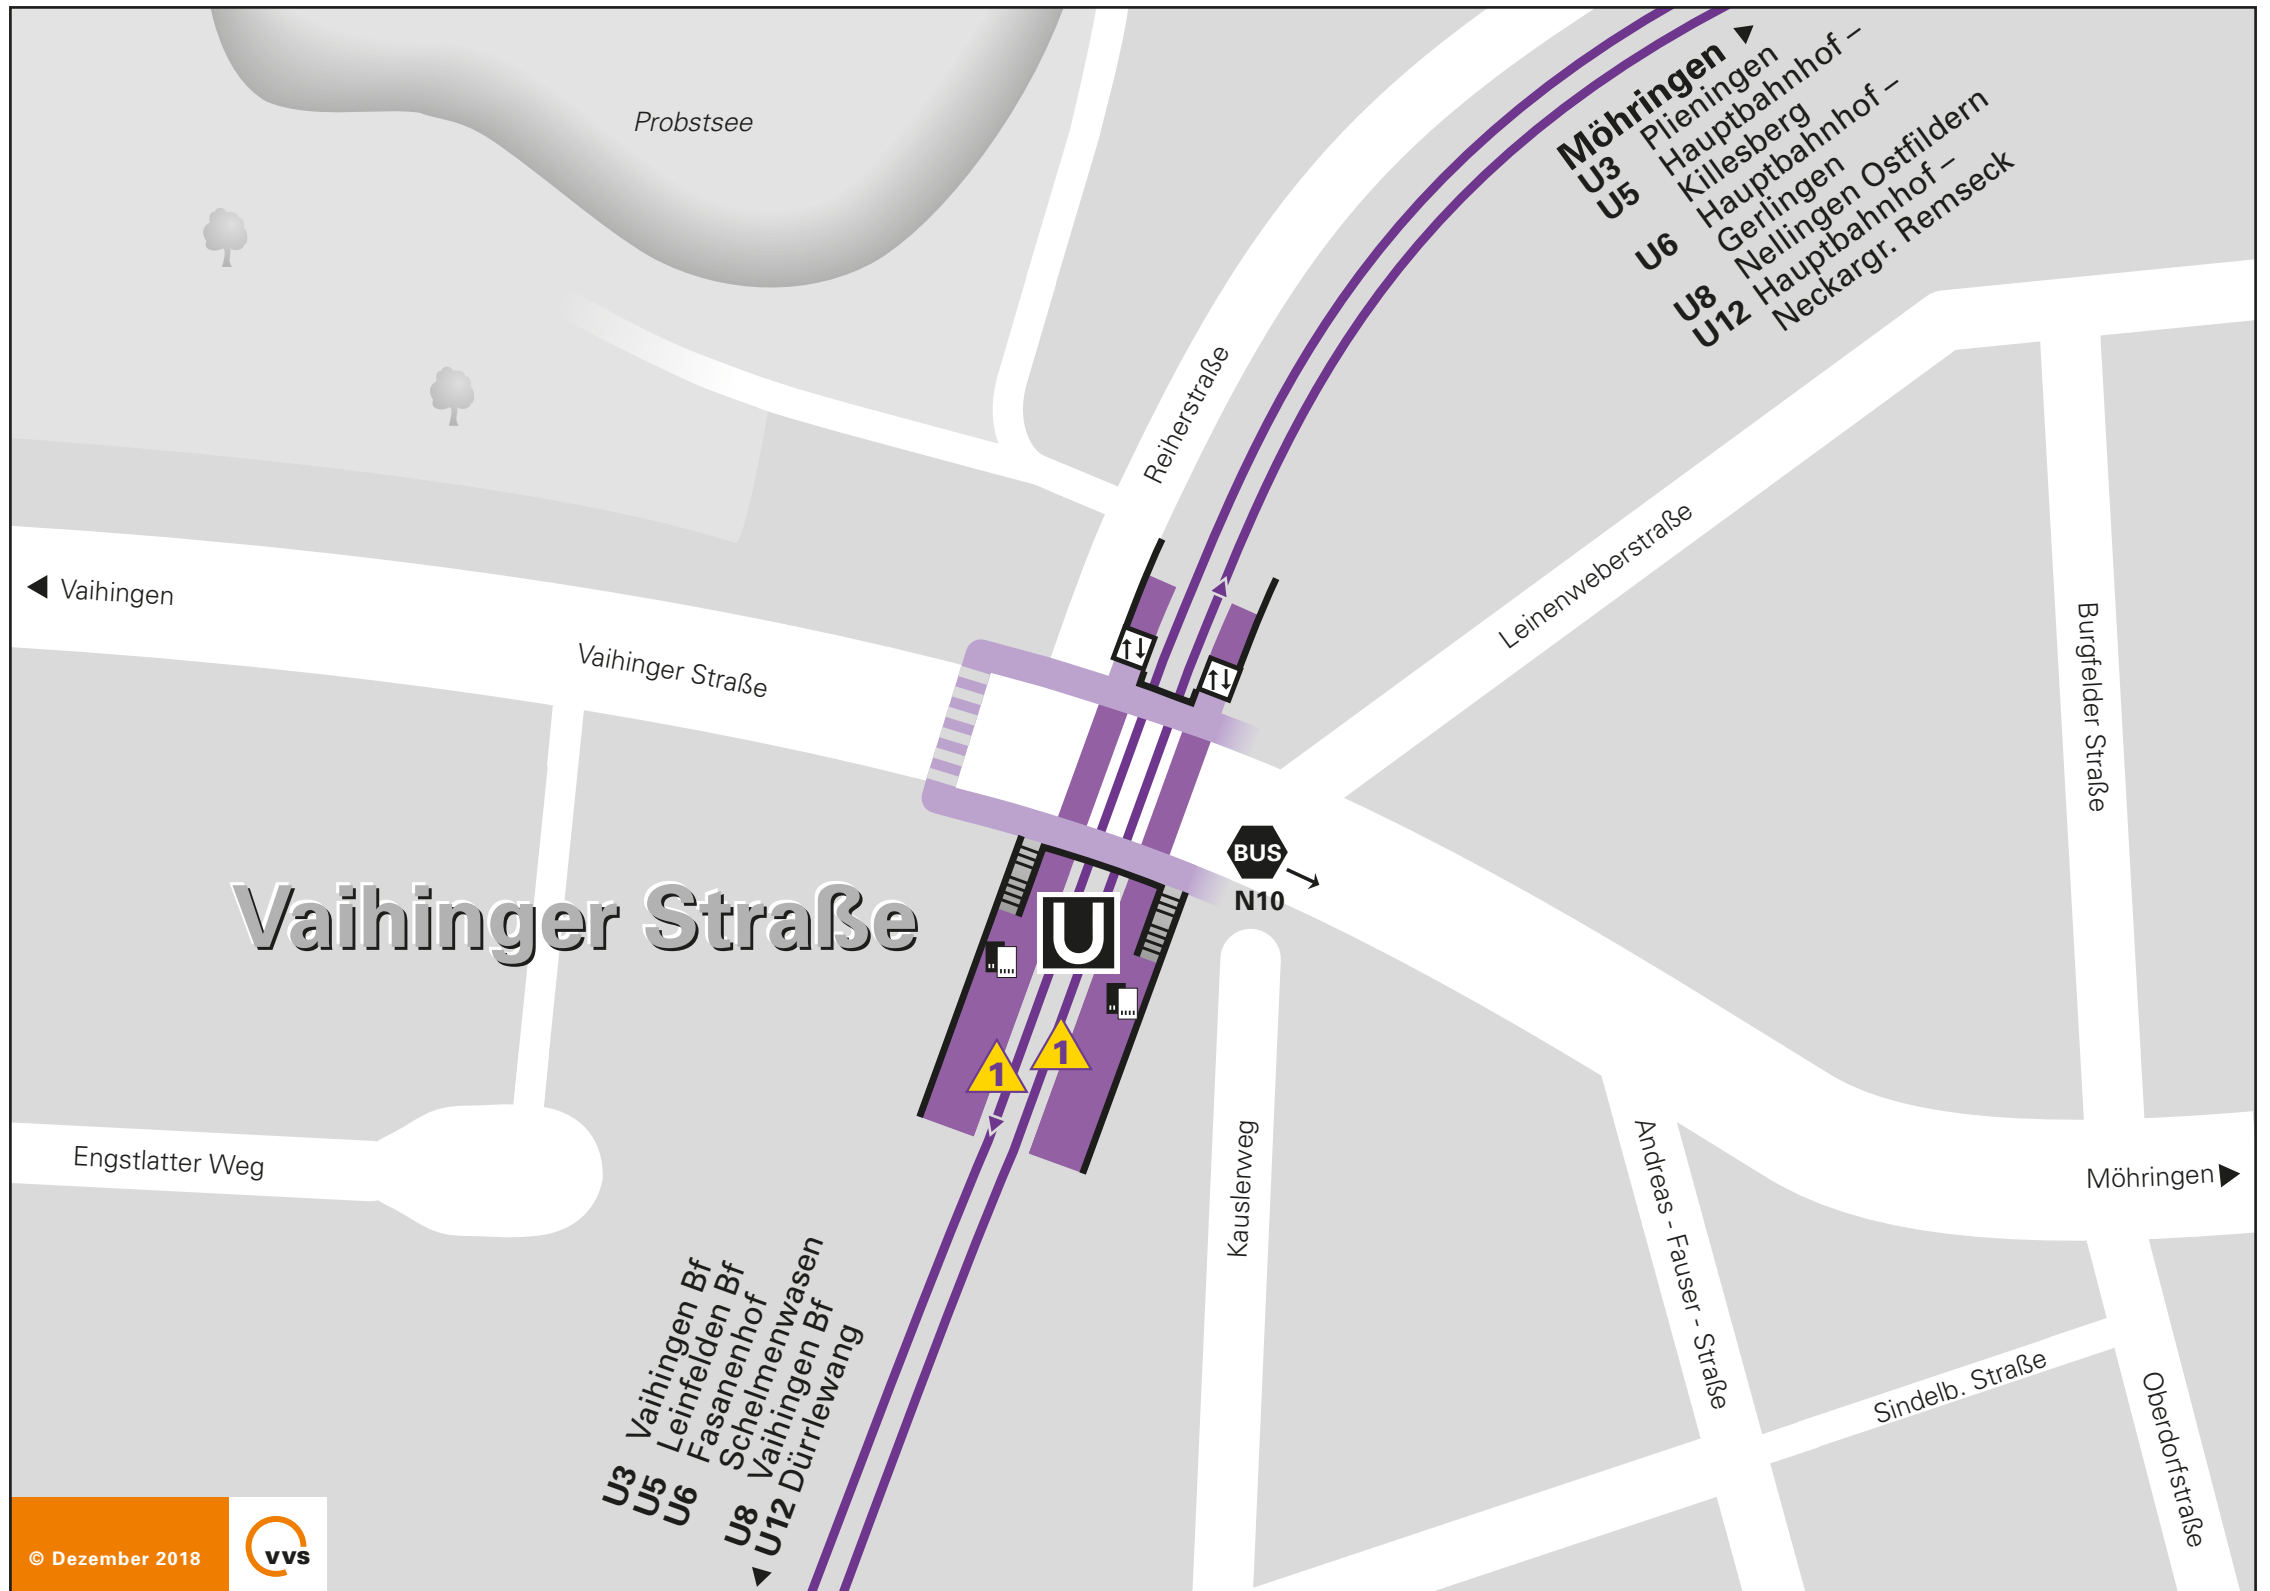 Probstsee
Möhringen
U3 Plieningen
U5 Hauptbahnhof –
Killesberg
U6 Hauptbahnhof –
Gerlingen
U8 Nellingen Ostfildern
U12 Hauptbahnhof –
Neckargr. Remseck
Reiherstraße
Leinenweberstraße
Vaihingen
Vaihinger Straße
Burgfelder Straße
BUS
N10
Vaihinger Straße
U
1
1
Engstlatter Weg
Kauslerweg
Andreas - Fauser - Straße
Möhringen
Sindelb. Straße
Oberdorfstraße
U3 Vaihingen Bf
U5 Leinfelden Bf
U6 Fasanenhof
Schelmenwasen
U8 Vaihingen Bf
U12 Dürrlewang
© Dezember 2018
vvs